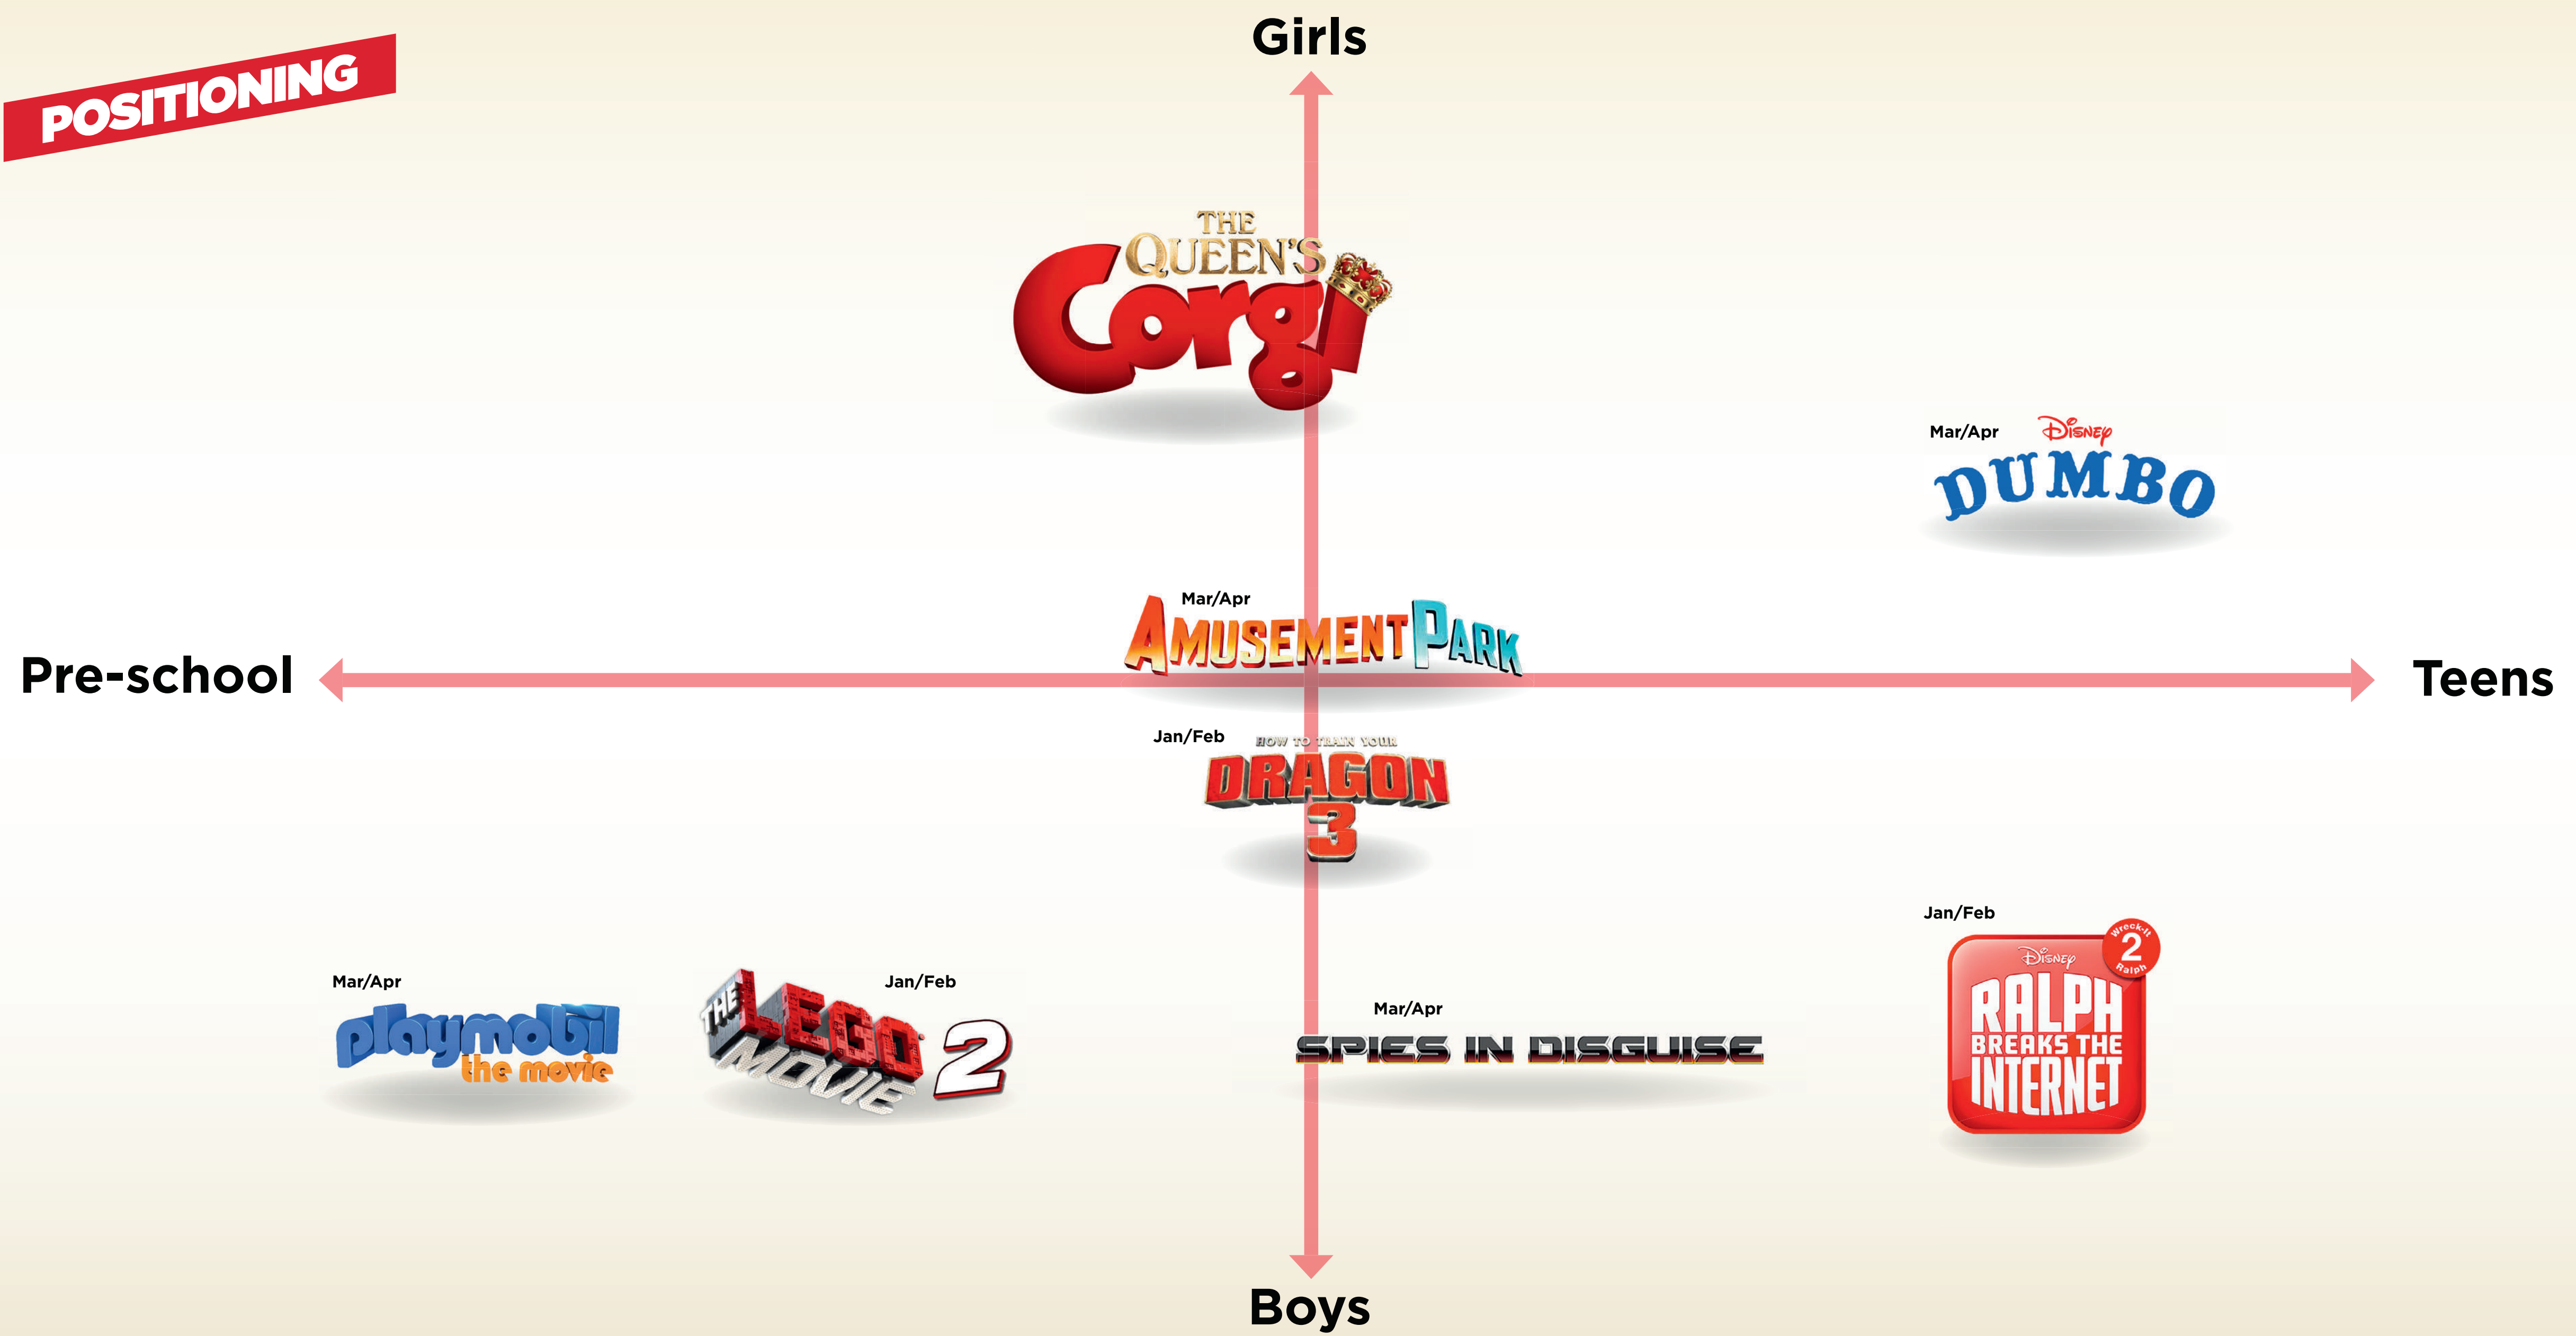 POSITIONING
Girls
THE
QUEEN'S
Corgi
Mar/Apr
Disney
DUMBO
Mar/Apr
AMUSEMENT PARK
Pre-school
Teens
Jan/Feb
HOW TO TRAIN YOUR
DRAGON
3
Jan/Feb
Wreck-It
2
Ralph
Disney
RALPH
BREAKS THE
INTERNET
Mar/Apr
playmobil
the movie
Jan/Feb
THE LEGO
MOVIE 2
Mar/Apr
SPIES IN DISGUISE
Boys